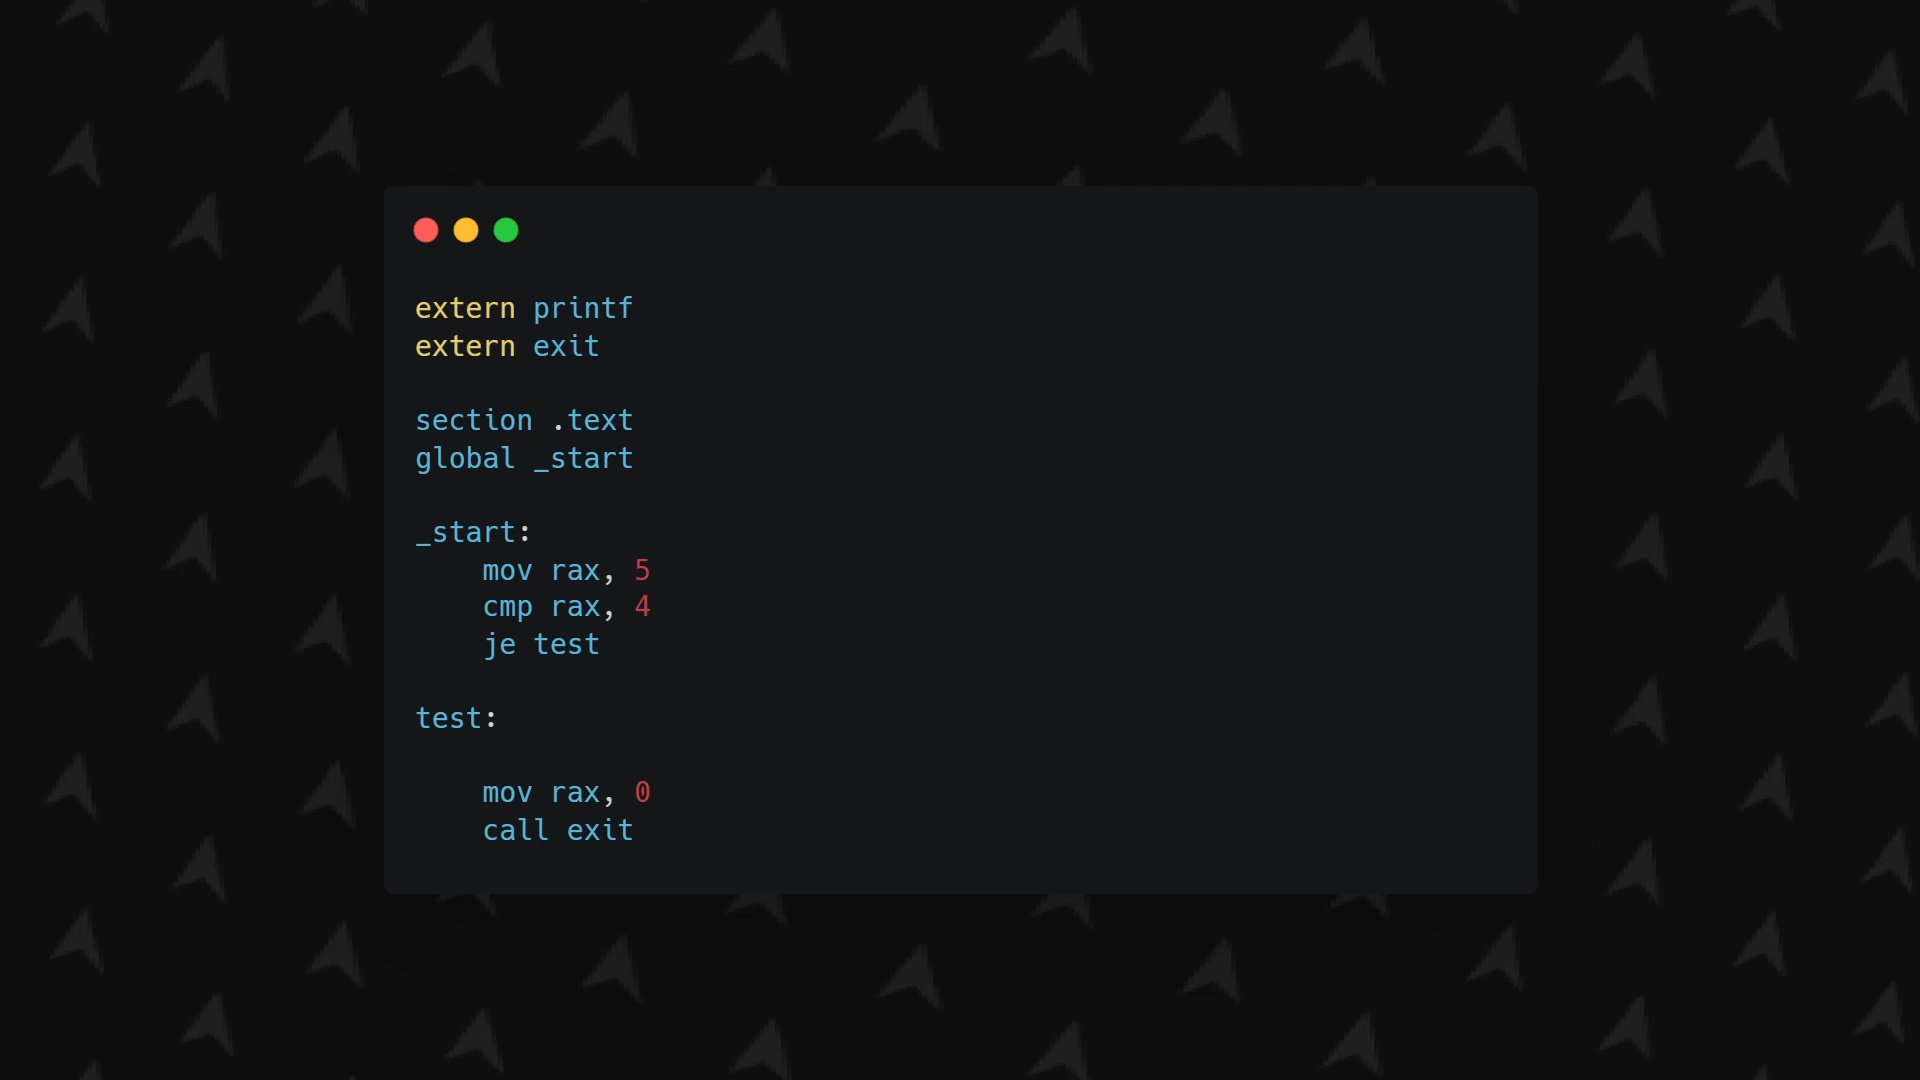 extern printf
extern exit
section .text
global _start
_start:
    mov rax, 5
    cmp rax, 4
    je test
test:
    mov rax, 0
    call exit